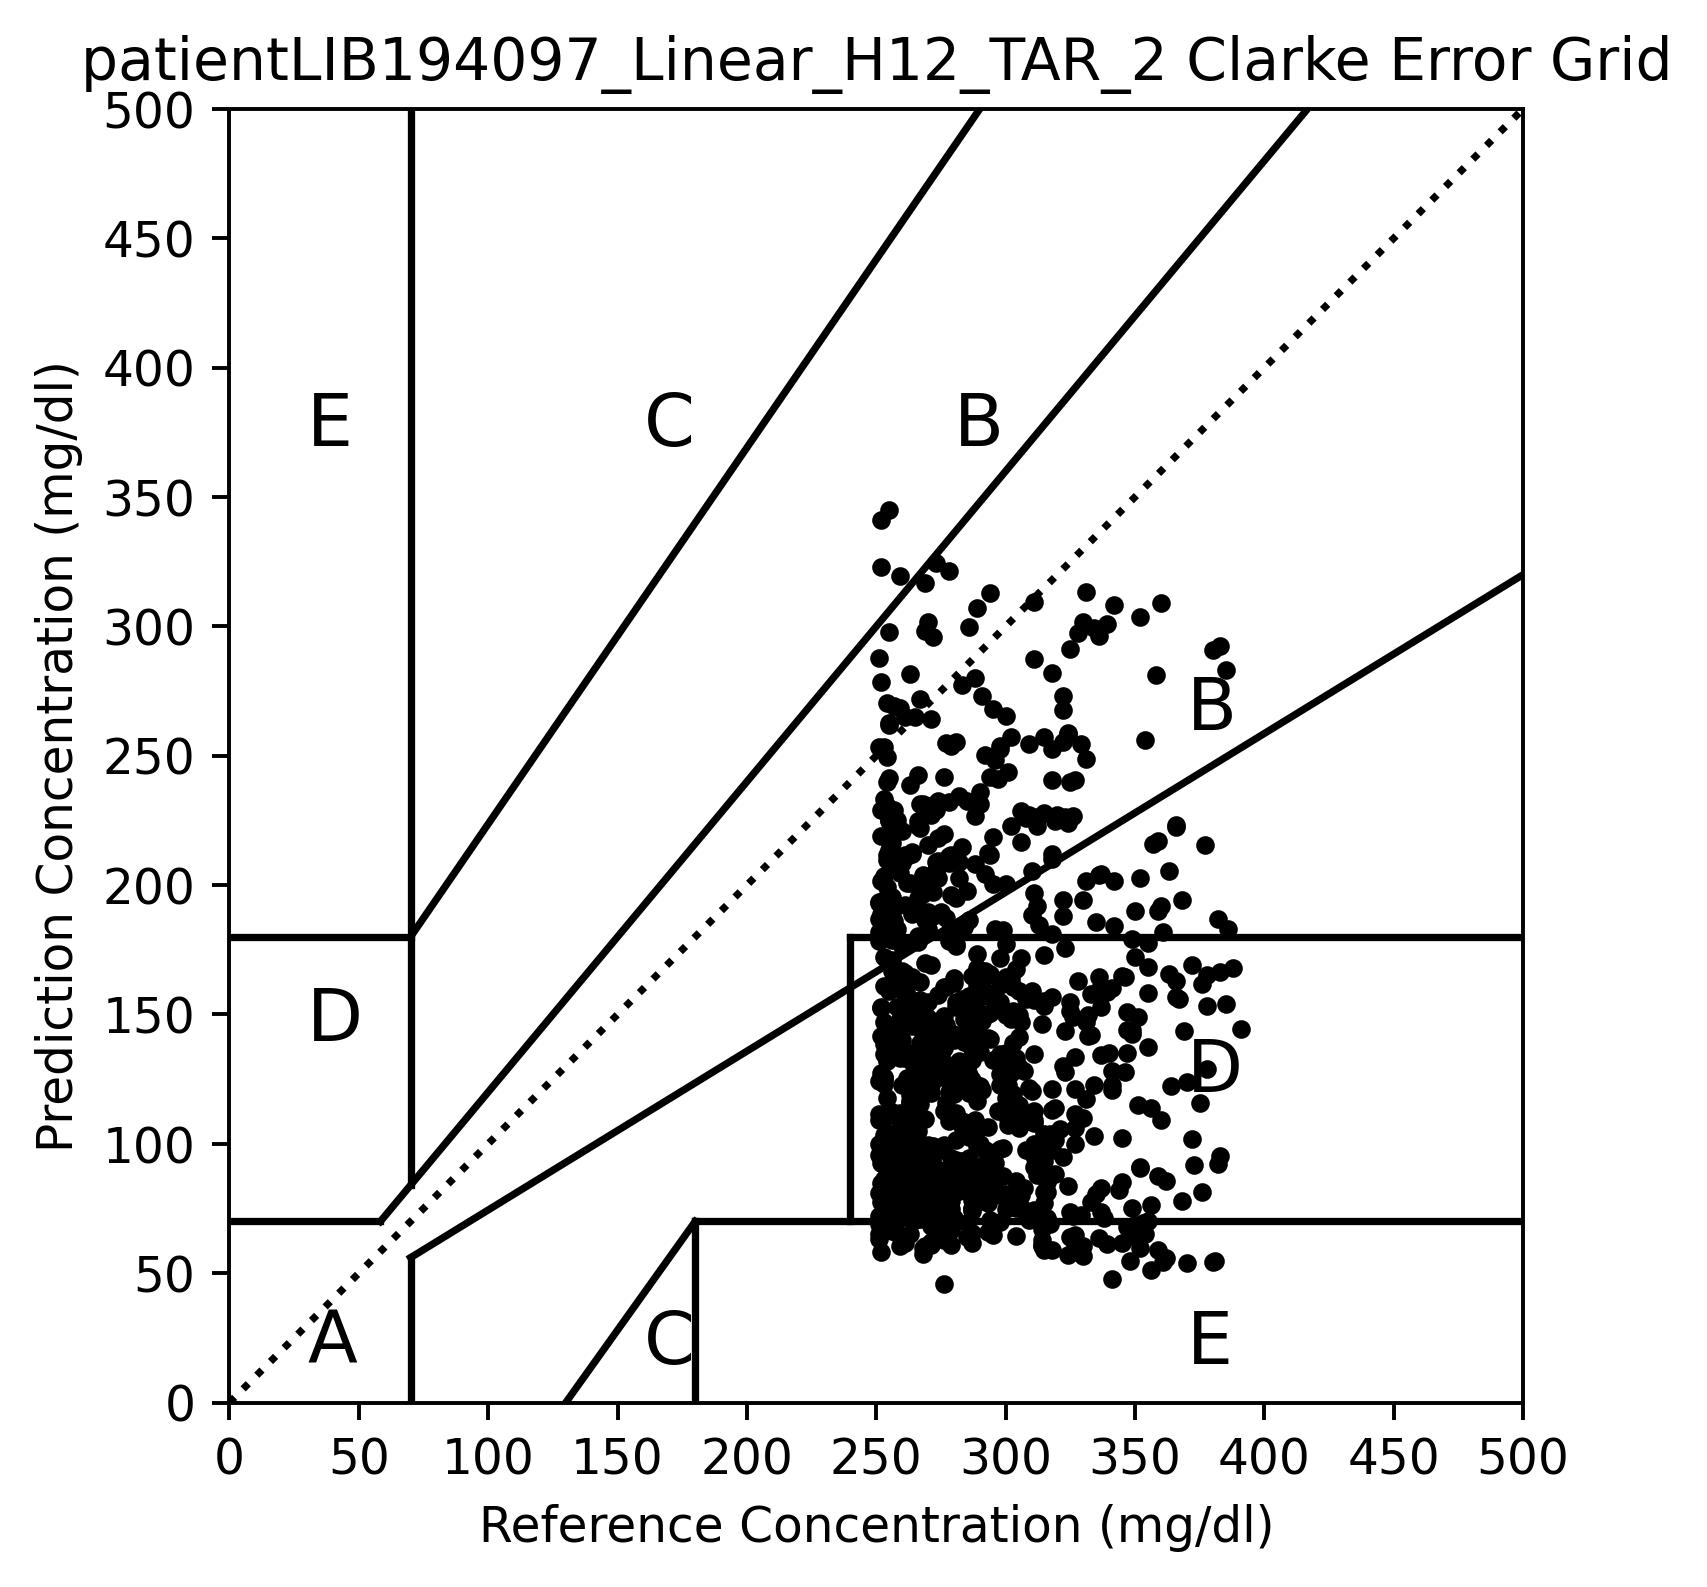 patientLIB194097_Linear_H12_TAR_2 Clarke Error Grid
500
450
400
350
300
250
200
150
100
50
0
Prediction Concentration (mg/dl)
E
C
B
B
D
D
A
C
E
0 50 100 150 200 250 300 350 400 450 500
Reference Concentration (mg/dl)